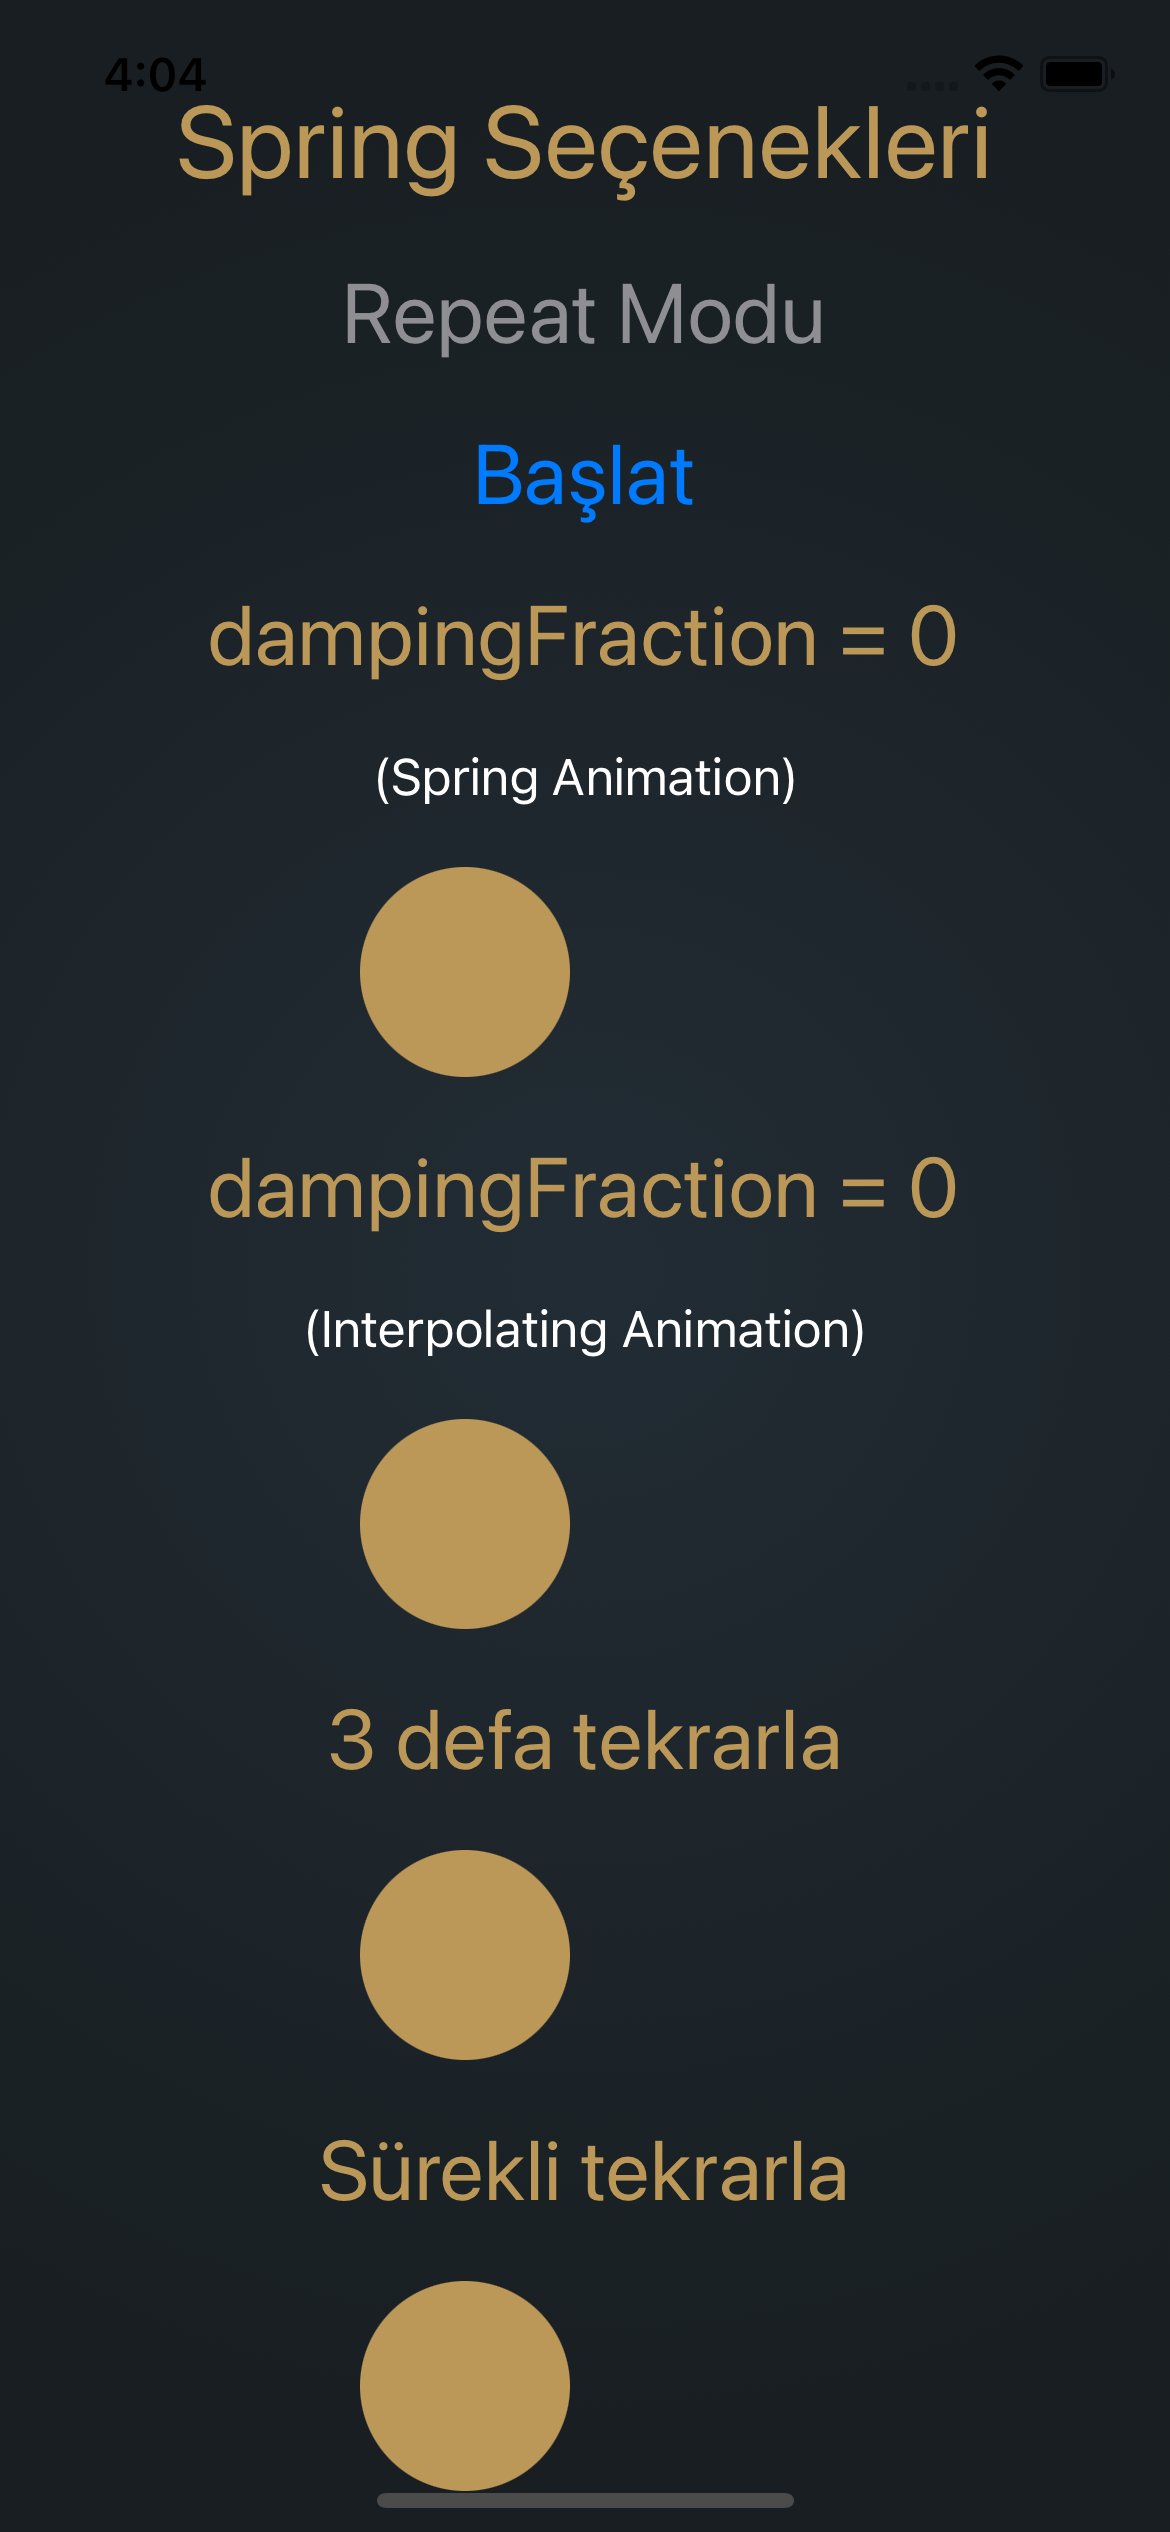 4:04
Spring Seçenekleri
Repeat Modu
Başlat
dampingFraction = 0
(Spring Animation)
dampingFraction = 0
(Interpolating Animation)
3 defa tekrarla
Sürekli tekrarla